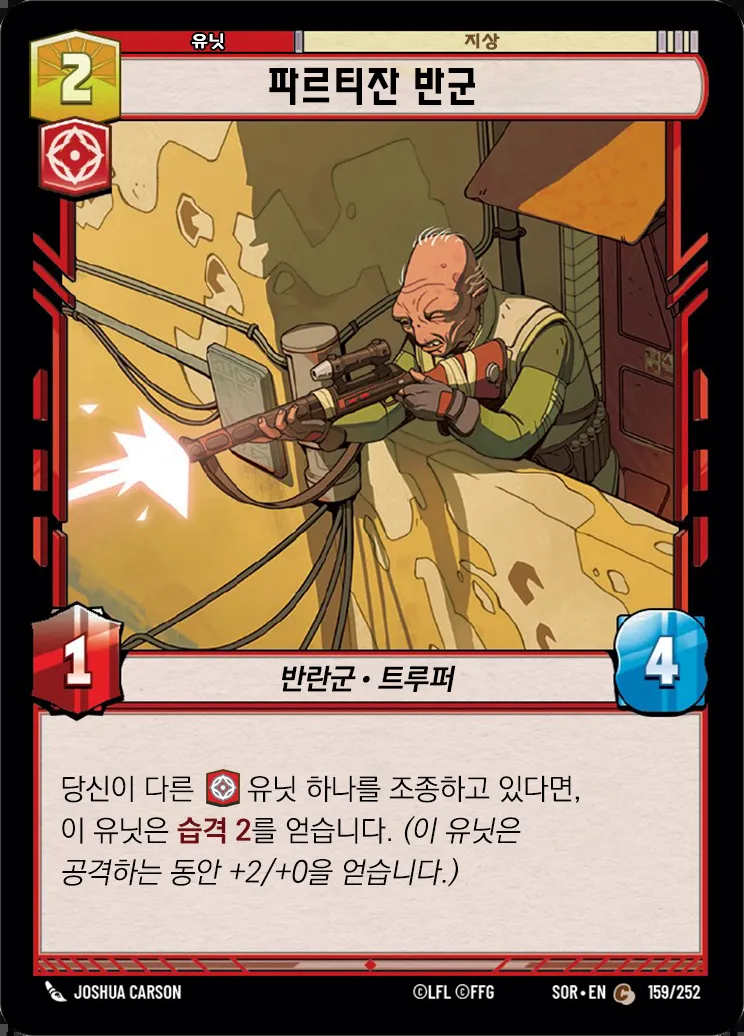 유닛
지상
2
파르티잔 반군
1
반란군 • 트루퍼
4
당신이 다른 유닛 하나를 조종하고 있다면,
이 유닛은 습격 2를 얻습니다. (이 유닛은
공격하는 동안 +2/+0을 얻습니다.)
JOSHUA CARSON ©LFL ©FFG SOR • EN C 159/252